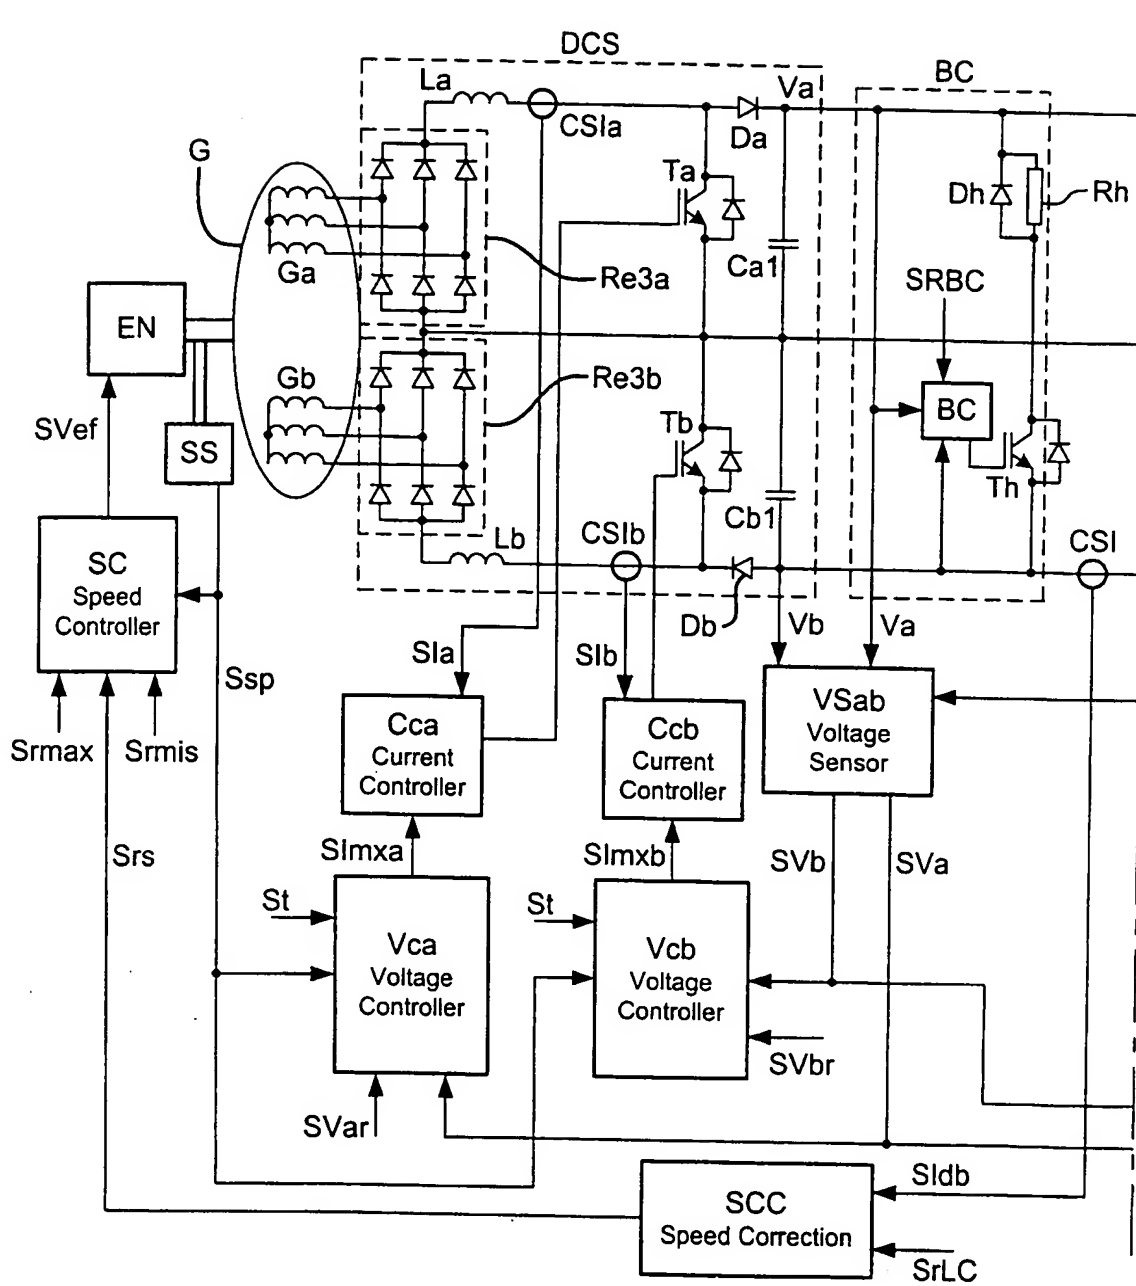 DCS
La
CSIa
Va
Da
BC
G
Ta
Dh
Rh
Ga
Re3a
Ca1
SRBC
EN
Gb
Re3b
BC
SVef
SS
Tb
Th
Cb1
Lb
CSIb
CSI
SC
Speed
Controller
Db
Vb
Va
SIa
SIb
Ssp
VSab
Voltage
Sensor
Srmax
Srmis
Cca
Current
Controller
Ccb
Current
Controller
Srs
SImxa
SImxb
SVb
SVa
St
St
Vca
Voltage
Controller
Vcb
Voltage
Controller
SVbr
SVar
SIdb
SCC
Speed Correction
SrLC